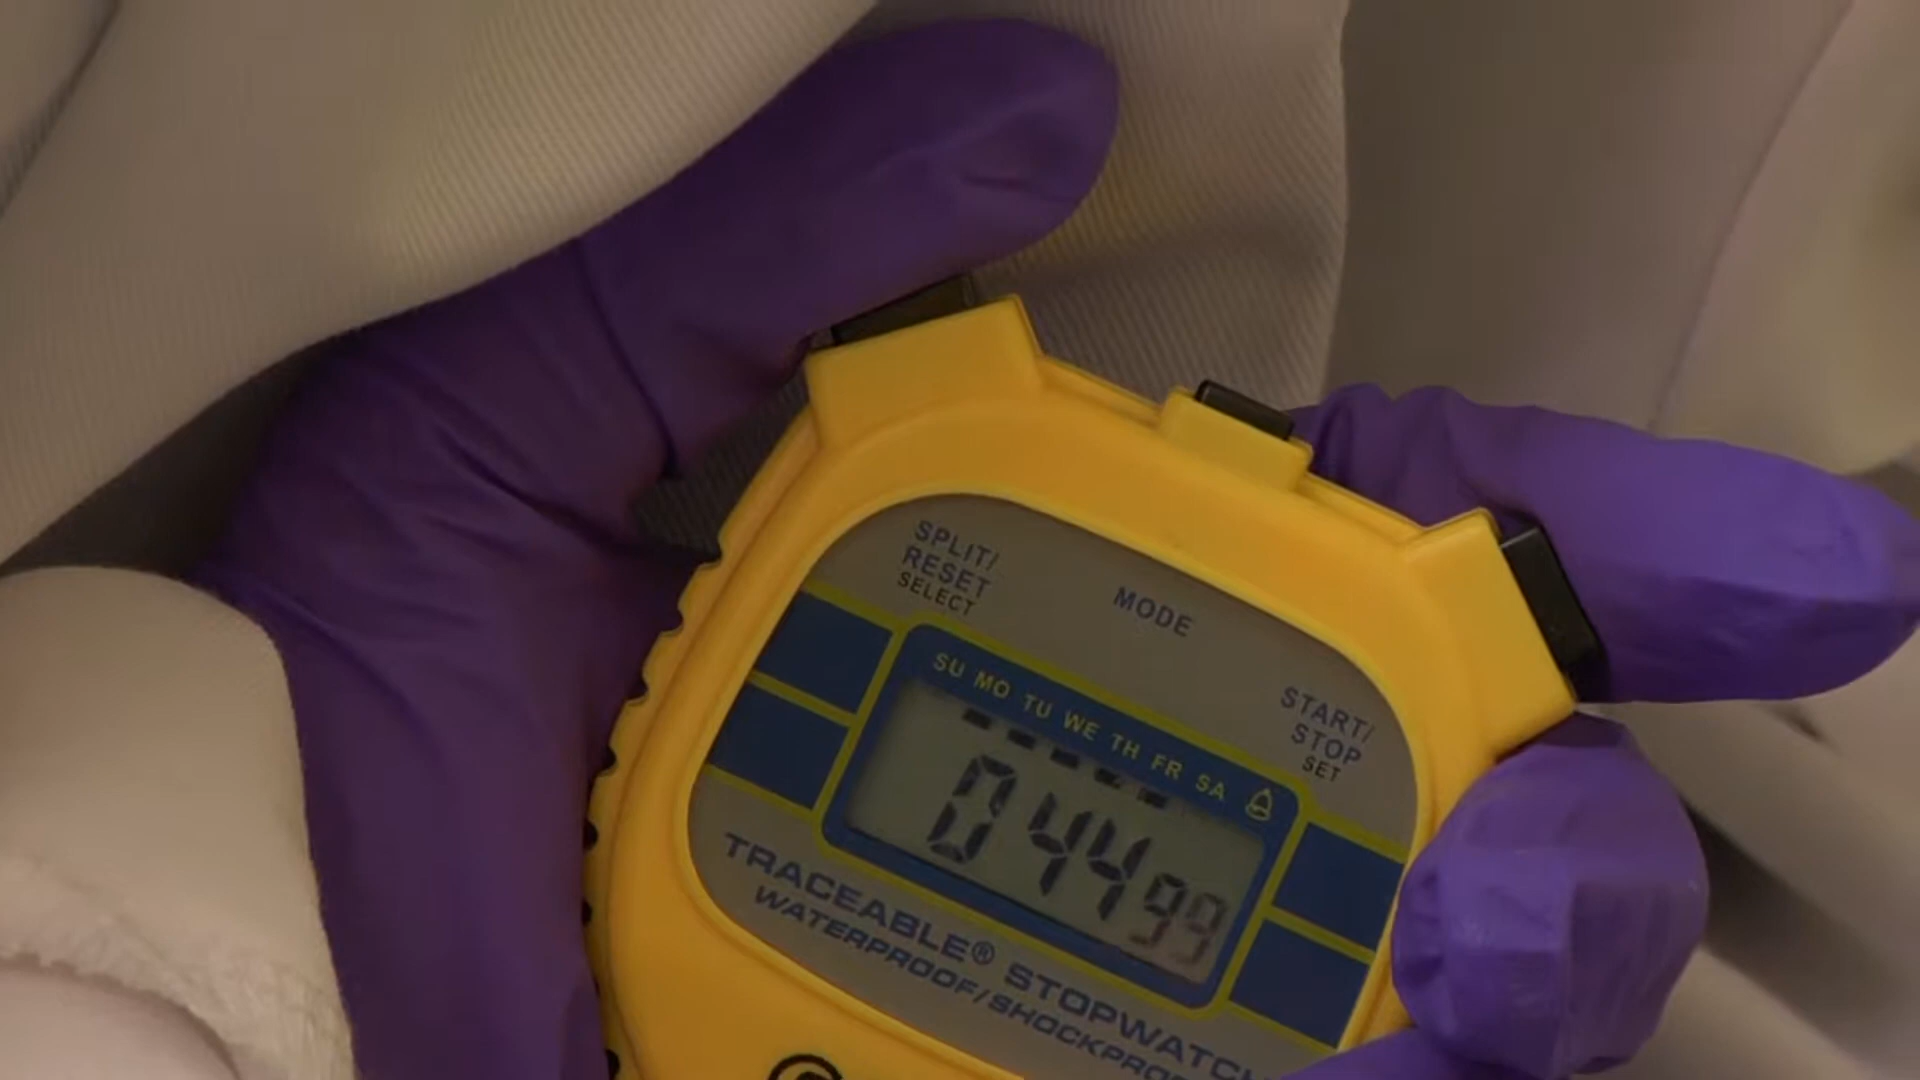 SPLIT/
RESET
SELECT
MODE
START/
STOP
SET
SU MO TU WE TH FR SA
0 44 99
TRACEABLE® STOPWATCH
WATERPROOF/SHOCKPROO